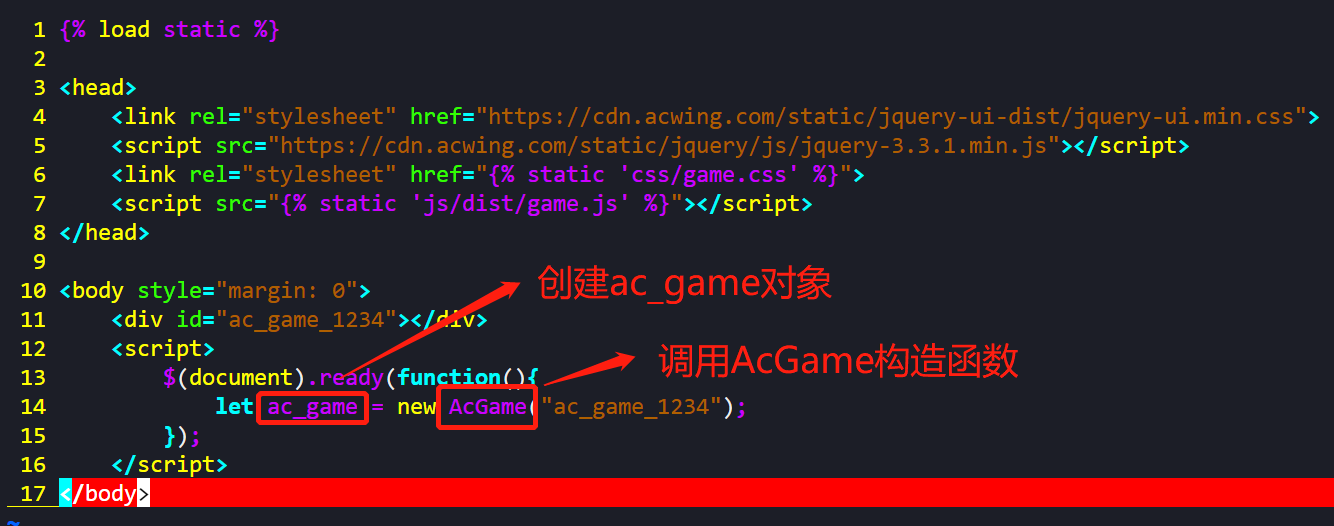 1 {% load static %}
2
3 <head>
4     <link rel="stylesheet" href="https://cdn.acwing.com/static/jquery-ui-dist/jquery-ui.min.css">
5     <script src="https://cdn.acwing.com/static/jquery/js/jquery-3.3.1.min.js"></script>
6     <link rel="stylesheet" href="{% static 'css/game.css' %}">
7     <script src="{% static 'js/dist/game.js' %}"></script>
8 </head>
9
创建ac_game对象
10 <body style="margin: 0">
11     <div id="ac_game_1234"></div>
12     <script>
调用AcGame构造函数
13         $(document).ready(function(){
14             let ac_game = new AcGame("ac_game_1234");
15         });
16     </script>
17 </body>
~